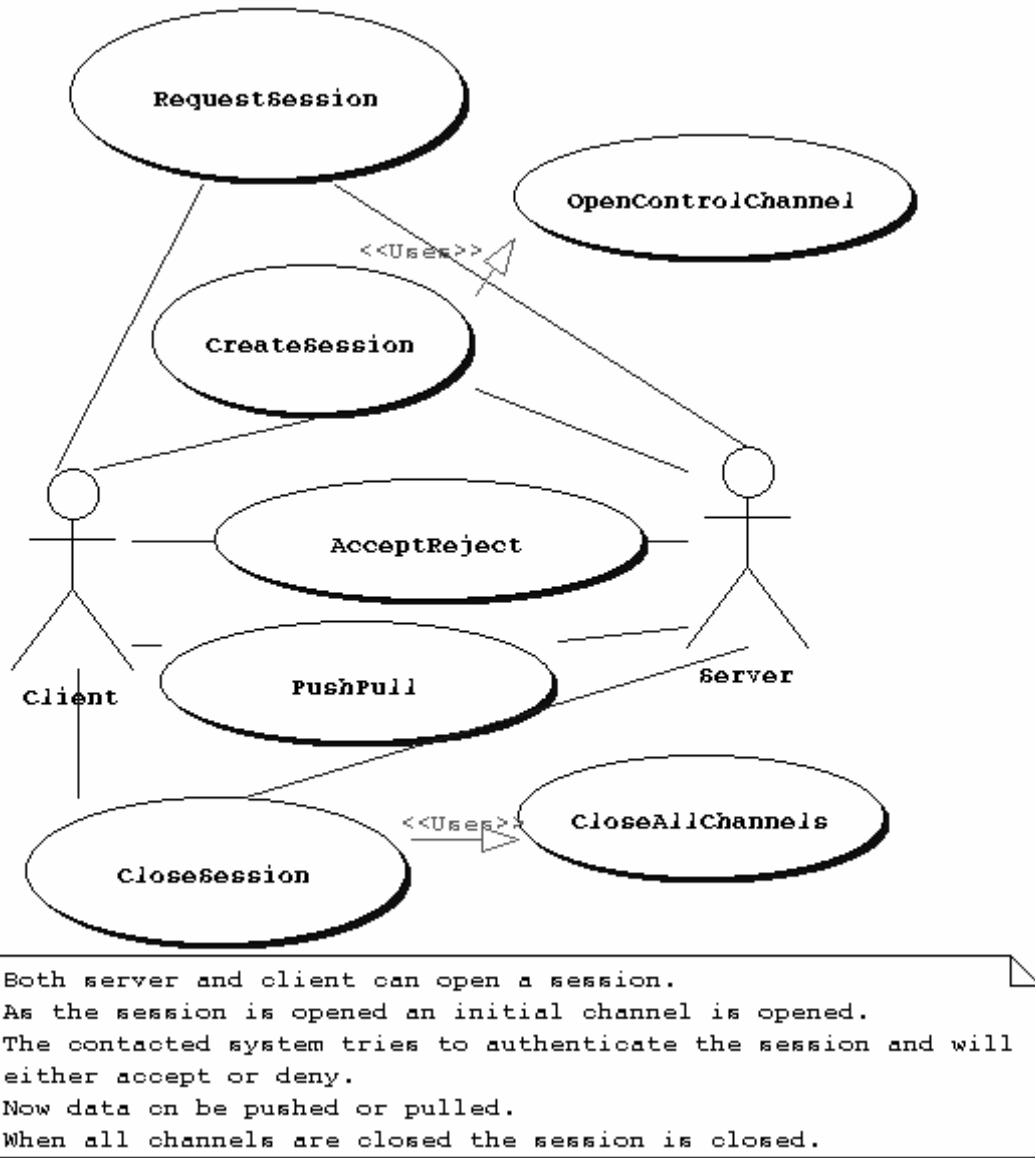 RequestSession
OpenControlChannel
<<Uses>>
CreateSession
AcceptReject
Client
Server
PushPull
<<Uses>>
CloseAllChannels
CloseSession
Both server and client can open a session.
As the session is opened an initial channel is opened.
The contacted system tries to authenticate the session and will
either accept or deny.
Now data cn be pushed or pulled.
When all channels are closed the session is closed.